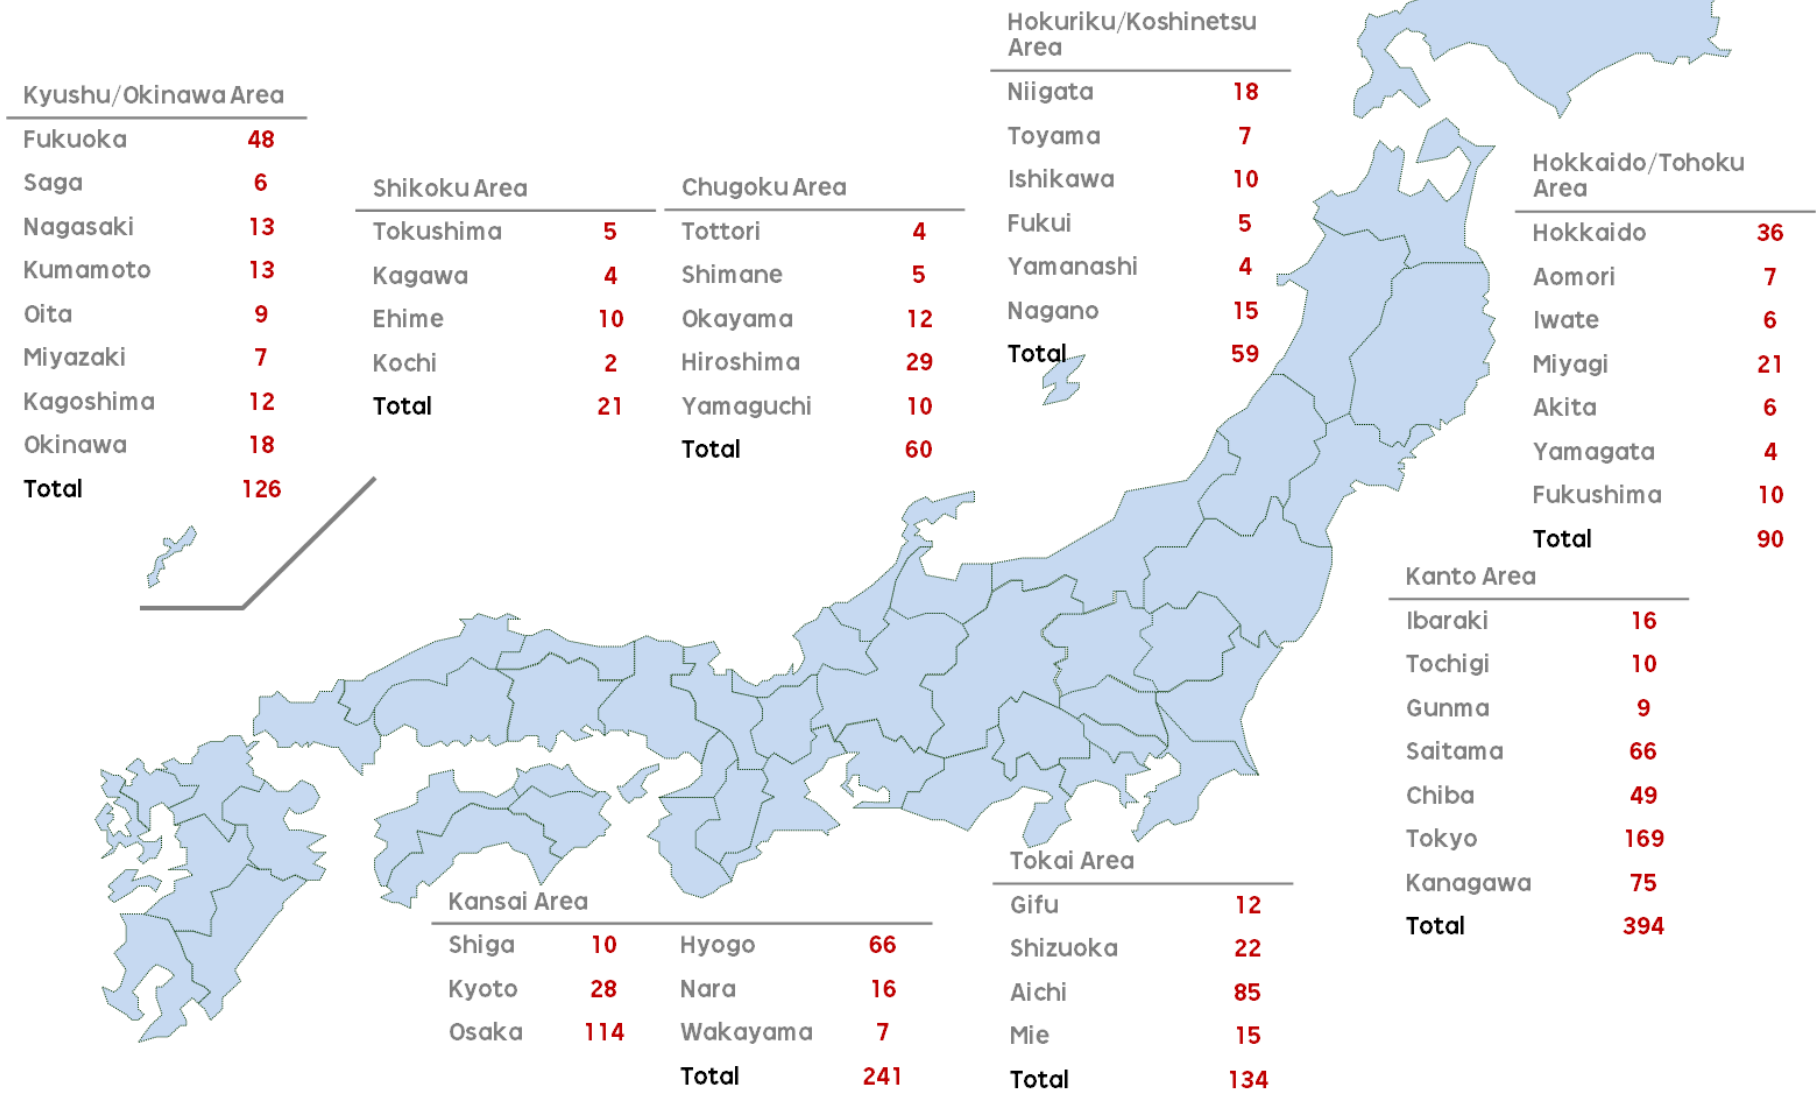 Kyushu/Okinawa Area
Fukuoka 48
Saga 6
Nagasaki 13
Kumamoto 13
Oita 9
Miyazaki 7
Kagoshima 12
Okinawa 18
Total 126
Shikoku Area
Tokushima 5
Kagawa 4
Ehime 10
Kochi 2
Total 21
Chugoku Area
Tottori 4
Shimane 5
Okayama 12
Hiroshima 29
Yamaguchi 10
Total 60
Hokuriku/Koshinetsu
Area
Niigata 18
Toyama 7
Ishikawa 10
Fukui 5
Yamanashi 4
Nagano 15
Total 59
Hokkaido/Tohoku
Area
Hokkaido 36
Aomori 7
Iwate 6
Miyagi 21
Akita 6
Yamagata 4
Fukushima 10
Total 90
Kanto Area
Ibaraki 16
Tochigi 10
Gunma 9
Saitama 66
Chiba 49
Tokyo 169
Kanagawa 75
Total 394
Tokai Area
Gifu 12
Shizuoka 22
Aichi 85
Mie 15
Total 134
Kansai Area
Shiga 10 Hyogo 66
Kyoto 28 Nara 16
Osaka 114 Wakayama 7
Total 241